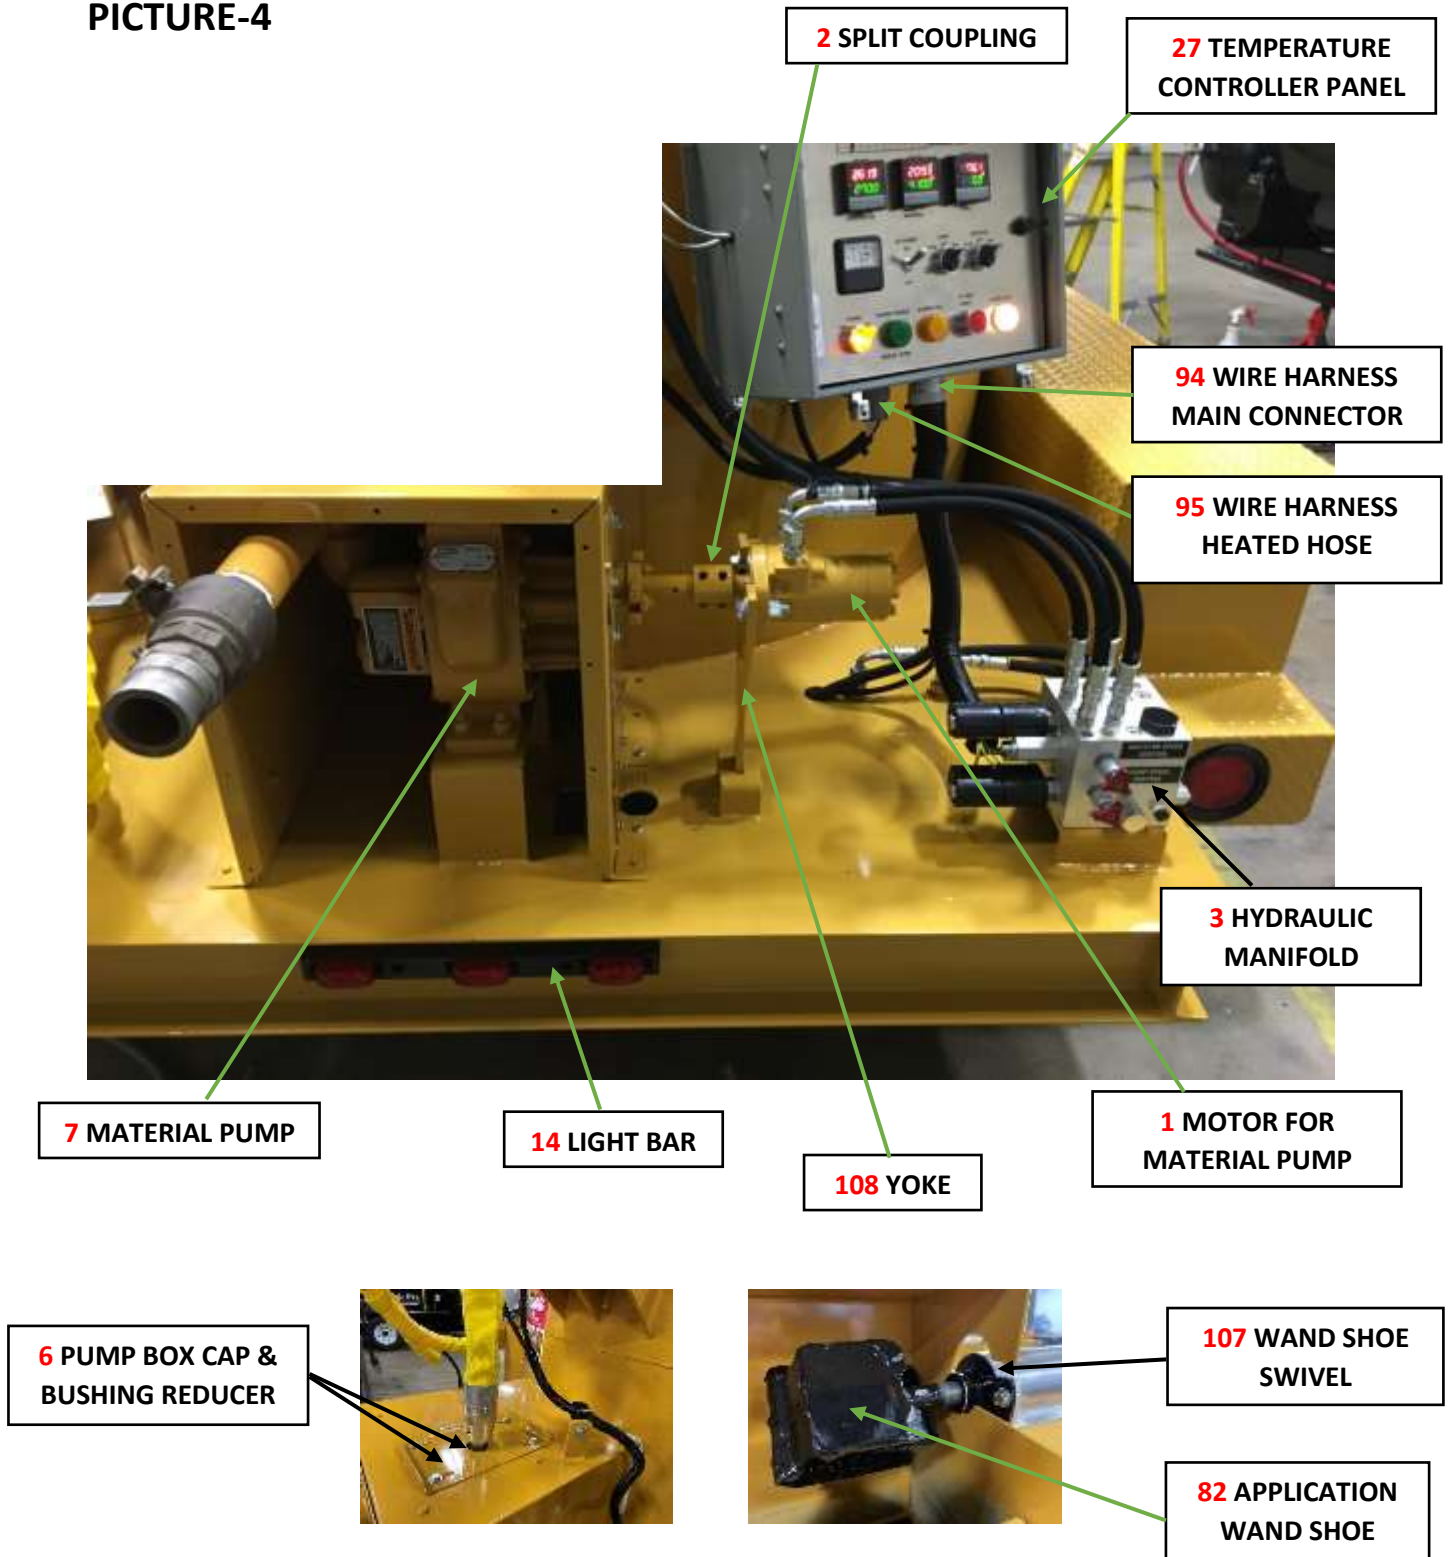 PICTURE-4
2 SPLIT COUPLING
27 TEMPERATURE
CONTROLLER PANEL
94 WIRE HARNESS
MAIN CONNECTOR
95 WIRE HARNESS
HEATED HOSE
3 HYDRAULIC
MANIFOLD
7 MATERIAL PUMP
14 LIGHT BAR
108 YOKE
1 MOTOR FOR
MATERIAL PUMP
6 PUMP BOX CAP &
BUSHING REDUCER
107 WAND SHOE
SWIVEL
82 APPLICATION
WAND SHOE